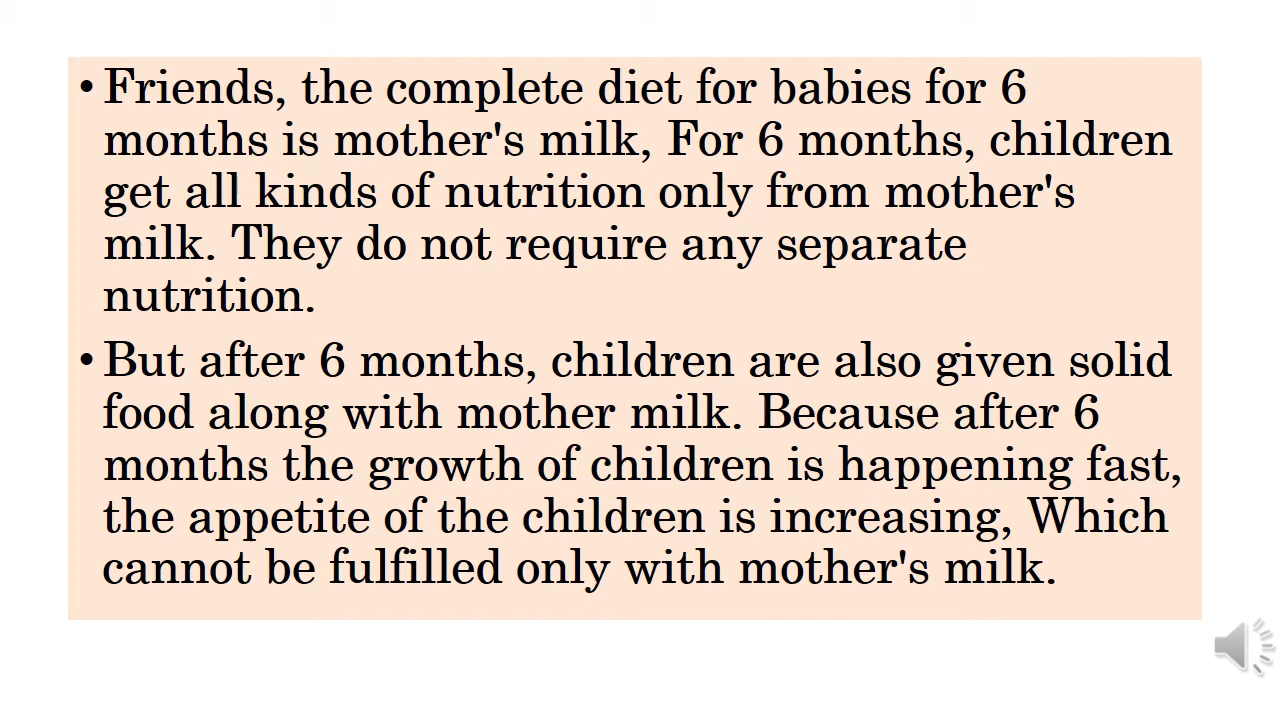 • Friends, the complete diet for babies for 6
months is mother's milk, For 6 months, children
get all kinds of nutrition only from mother's
milk. They do not require any separate
nutrition.
• But after 6 months, children are also given solid
food along with mother milk. Because after 6
months the growth of children is happening fast,
the appetite of the children is increasing, Which
cannot be fulfilled only with mother's milk.